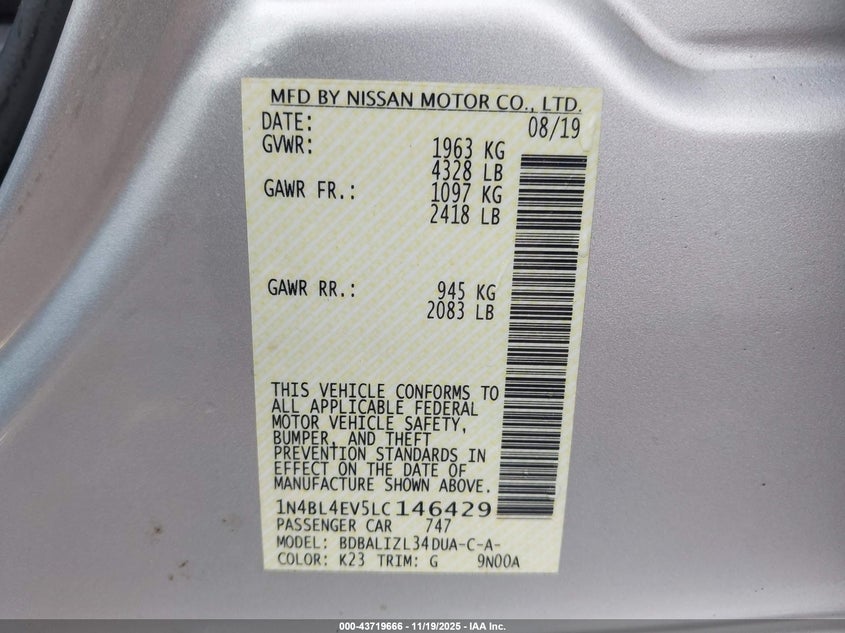 MFD BY NISSAN MOTOR CO., LTD.
DATE: 08/19
GVWR: 1963 KG
4328 LB
GAWR FR.: 1097 KG
2418 LB
GAWR RR.: 945 KG
2083 LB
THIS VEHICLE CONFORMS TO
ALL APPLICABLE FEDERAL
MOTOR VEHICLE SAFETY,
BUMPER, AND THEFT
PREVENTION STANDARDS IN
EFFECT ON THE DATE OF
MANUFACTURE SHOWN ABOVE.
1N4BL4EV5LC146429
PASSENGER CAR 747
MODEL: BDBALIZL34DUA-C-A-
COLOR: K23 TRIM: G 9N00A
000-43719666 - 11/19/2025 - IAA Inc.